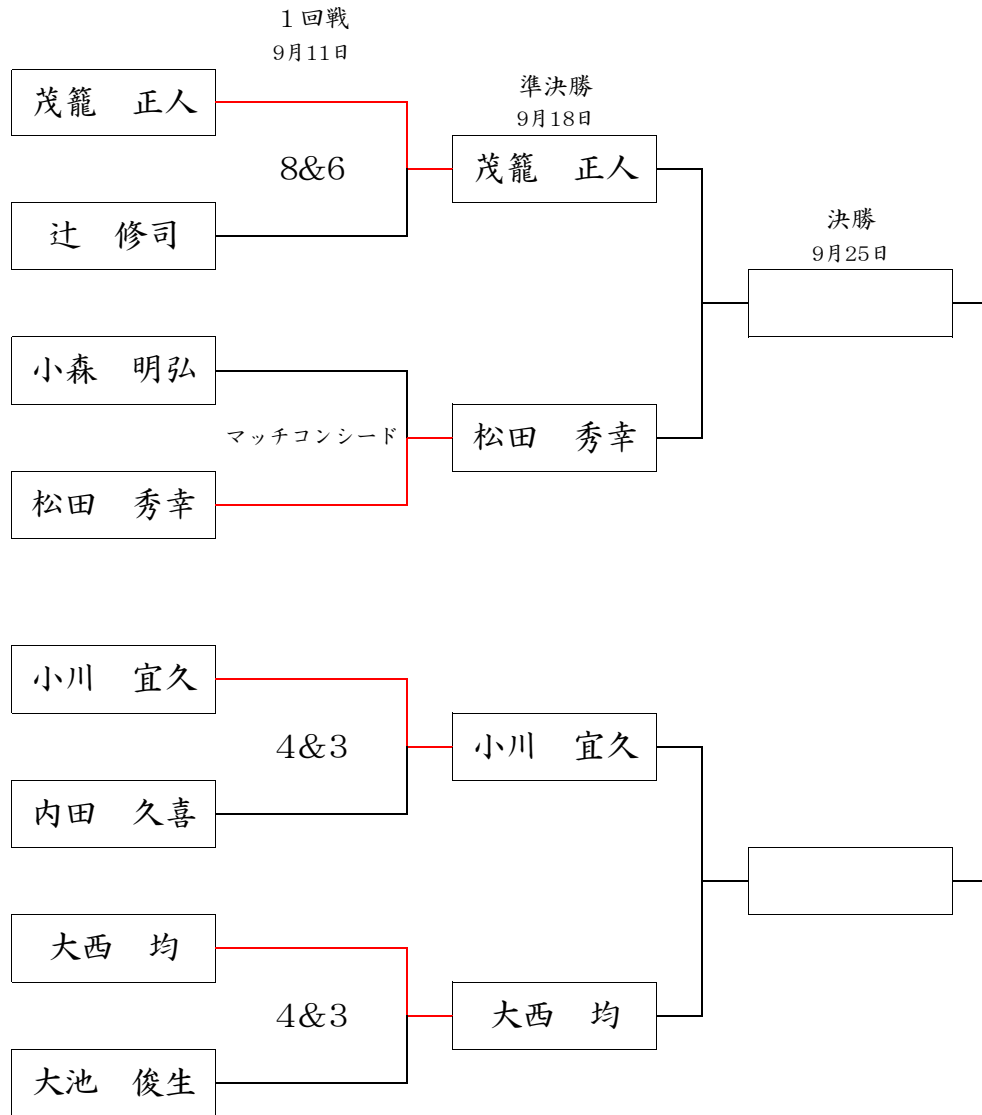 １回戦
9月11日
茂籠　正人
8&6
辻　修司
小森　明弘
マッチコンシード
松田　秀幸
小川　宜久
4&3
内田　久喜
大西　均
4&3
大池　俊生
準決勝
9月18日
茂籠　正人
松田　秀幸
小川　宜久
大西　均
決勝
9月25日